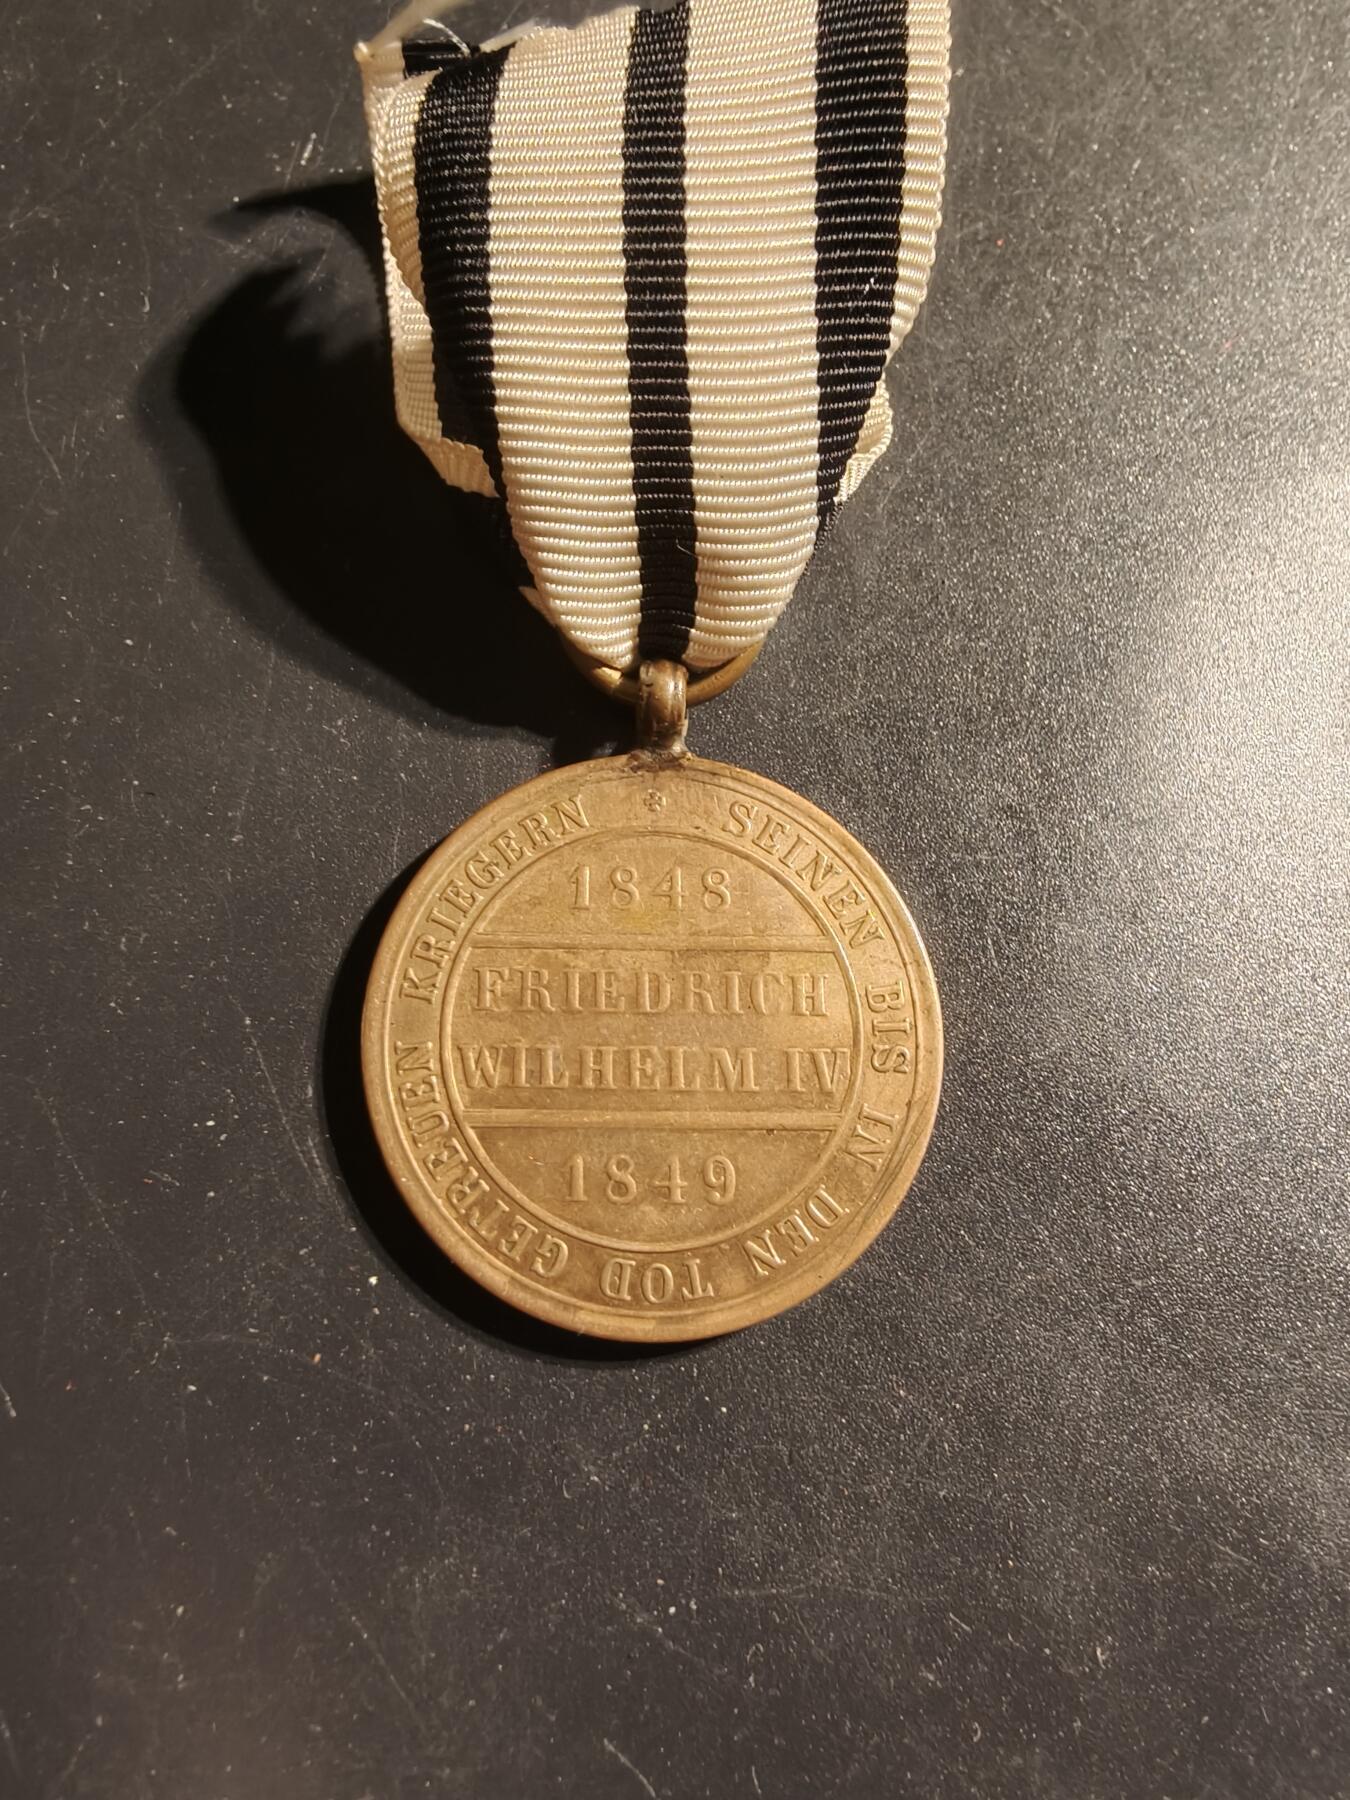 SEINEN BIS IN DEN TOD GETREUEN KRIEGERN
1848
FRIEDRICH
WILHELM IV
1849